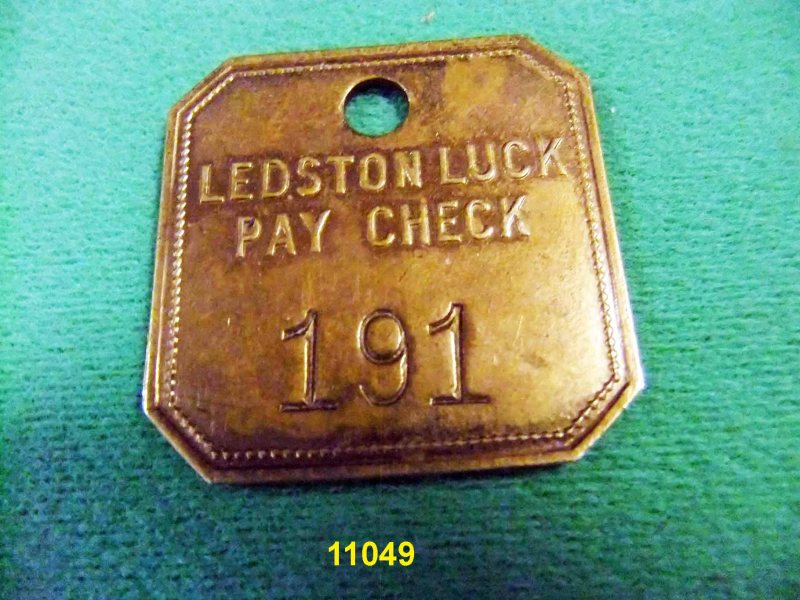 LEDSTON LUCK
PAY CHECK
191
11049